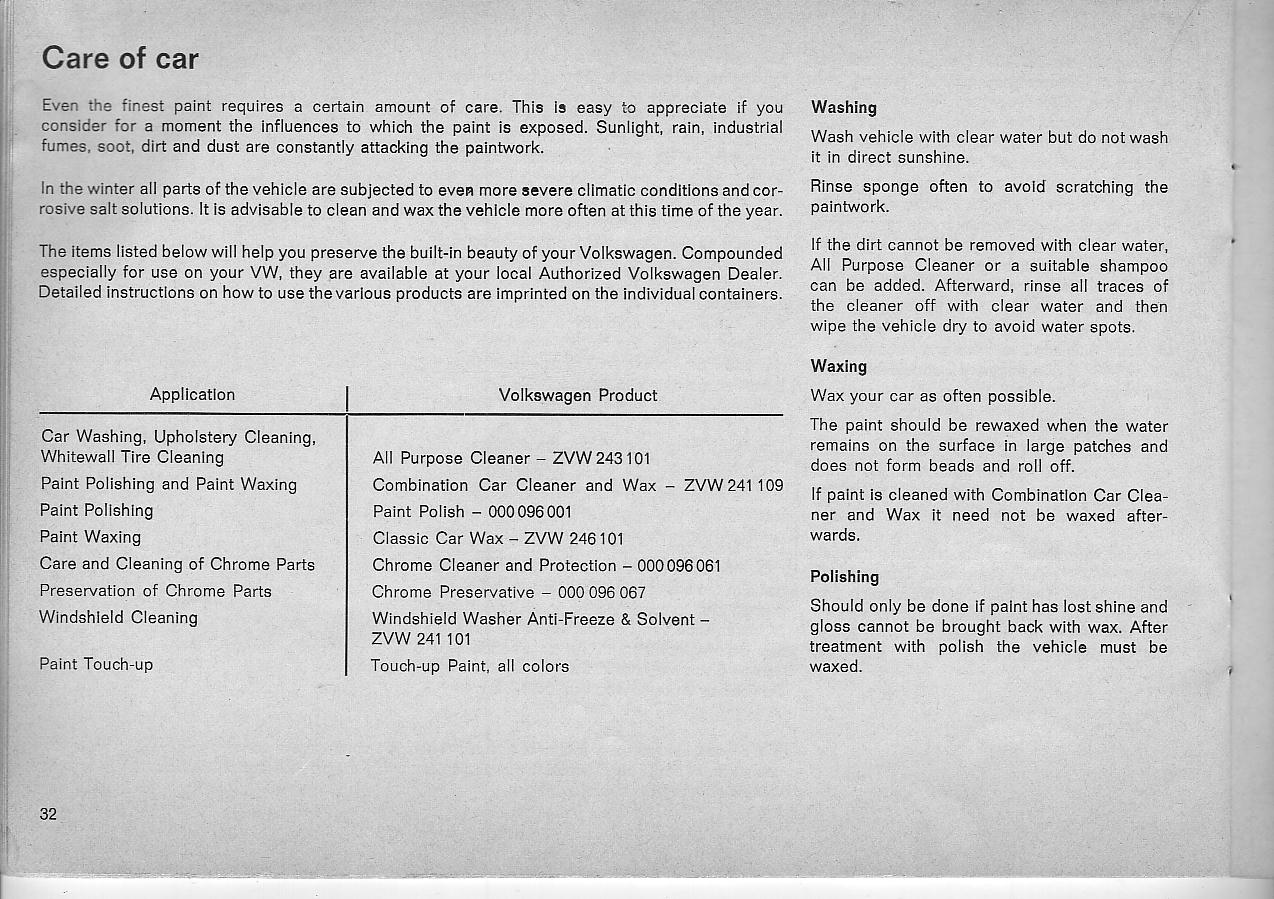 Care of car
Even the finest paint requires a certain amount of care. This is easy to appreciate if you
consider for a moment the influences to which the paint is exposed. Sunlight, rain, industrial
fumes, soot, dirt and dust are constantly attacking the paintwork.
In the winter all parts of the vehicle are subjected to even more severe climatic conditions and cor-
rosive salt solutions. It is advisable to clean and wax the vehicle more often at this time of the year.
The items listed below will help you preserve the built-in beauty of your Volkswagen. Compounded
especially for use on your VW, they are available at your local Authorized Volkswagen Dealer.
Detailed instructions on how to use the various products are imprinted on the individual containers.
Application Volkswagen Product
Car Washing, Upholstery Cleaning,
Whitewall Tire Cleaning All Purpose Cleaner – ZVW 243 101
Paint Polishing and Paint Waxing Combination Car Cleaner and Wax – ZVW 241 109
Paint Polishing Paint Polish – 000 096 001
Paint Waxing Classic Car Wax – ZVW 246 101
Care and Cleaning of Chrome Parts Chrome Cleaner and Protection – 000 096 061
Preservation of Chrome Parts Chrome Preservative – 000 096 067
Windshield Cleaning Windshield Washer Anti-Freeze & Solvent –
ZVW 241 101
Paint Touch-up Touch-up Paint, all colors
32
Washing
Wash vehicle with clear water but do not wash
it in direct sunshine.
Rinse sponge often to avoid scratching the
paintwork.
If the dirt cannot be removed with clear water,
All Purpose Cleaner or a suitable shampoo
can be added. Afterward, rinse all traces of
the cleaner off with clear water and then
wipe the vehicle dry to avoid water spots.
Waxing
Wax your car as often possible.
The paint should be rewaxed when the water
remains on the surface in large patches and
does not form beads and roll off.
If paint is cleaned with Combination Car Clea-
ner and Wax it need not be waxed after-
wards.
Polishing
Should only be done if paint has lost shine and
gloss cannot be brought back with wax. After
treatment with polish the vehicle must be
waxed.